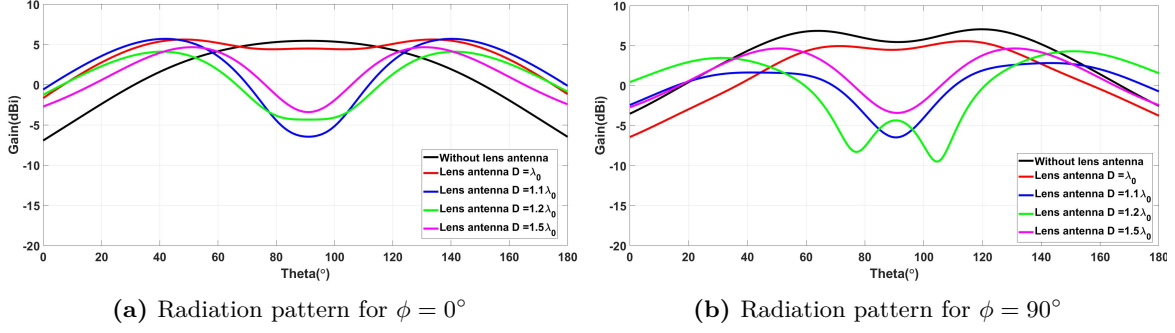 10
5
0
-5
-10
-15
-20
Gain(dBi)
0 20 40 60 80 100 120 140 160 180
Theta(°)
Without lens antenna
Lens antenna D =λ0
Lens antenna D =1.1λ0
Lens antenna D =1.2λ0
Lens antenna D =1.5λ0
(a) Radiation pattern for ϕ = 0°
10
5
0
-5
-10
-15
-20
Gain(dBi)
0 20 40 60 80 100 120 140 160 180
Theta(°)
Without lens antenna
Lens antenna D =λ0
Lens antenna D =1.1λ0
Lens antenna D =1.2λ0
Lens antenna D =1.5λ0
(b) Radiation pattern for ϕ = 90°